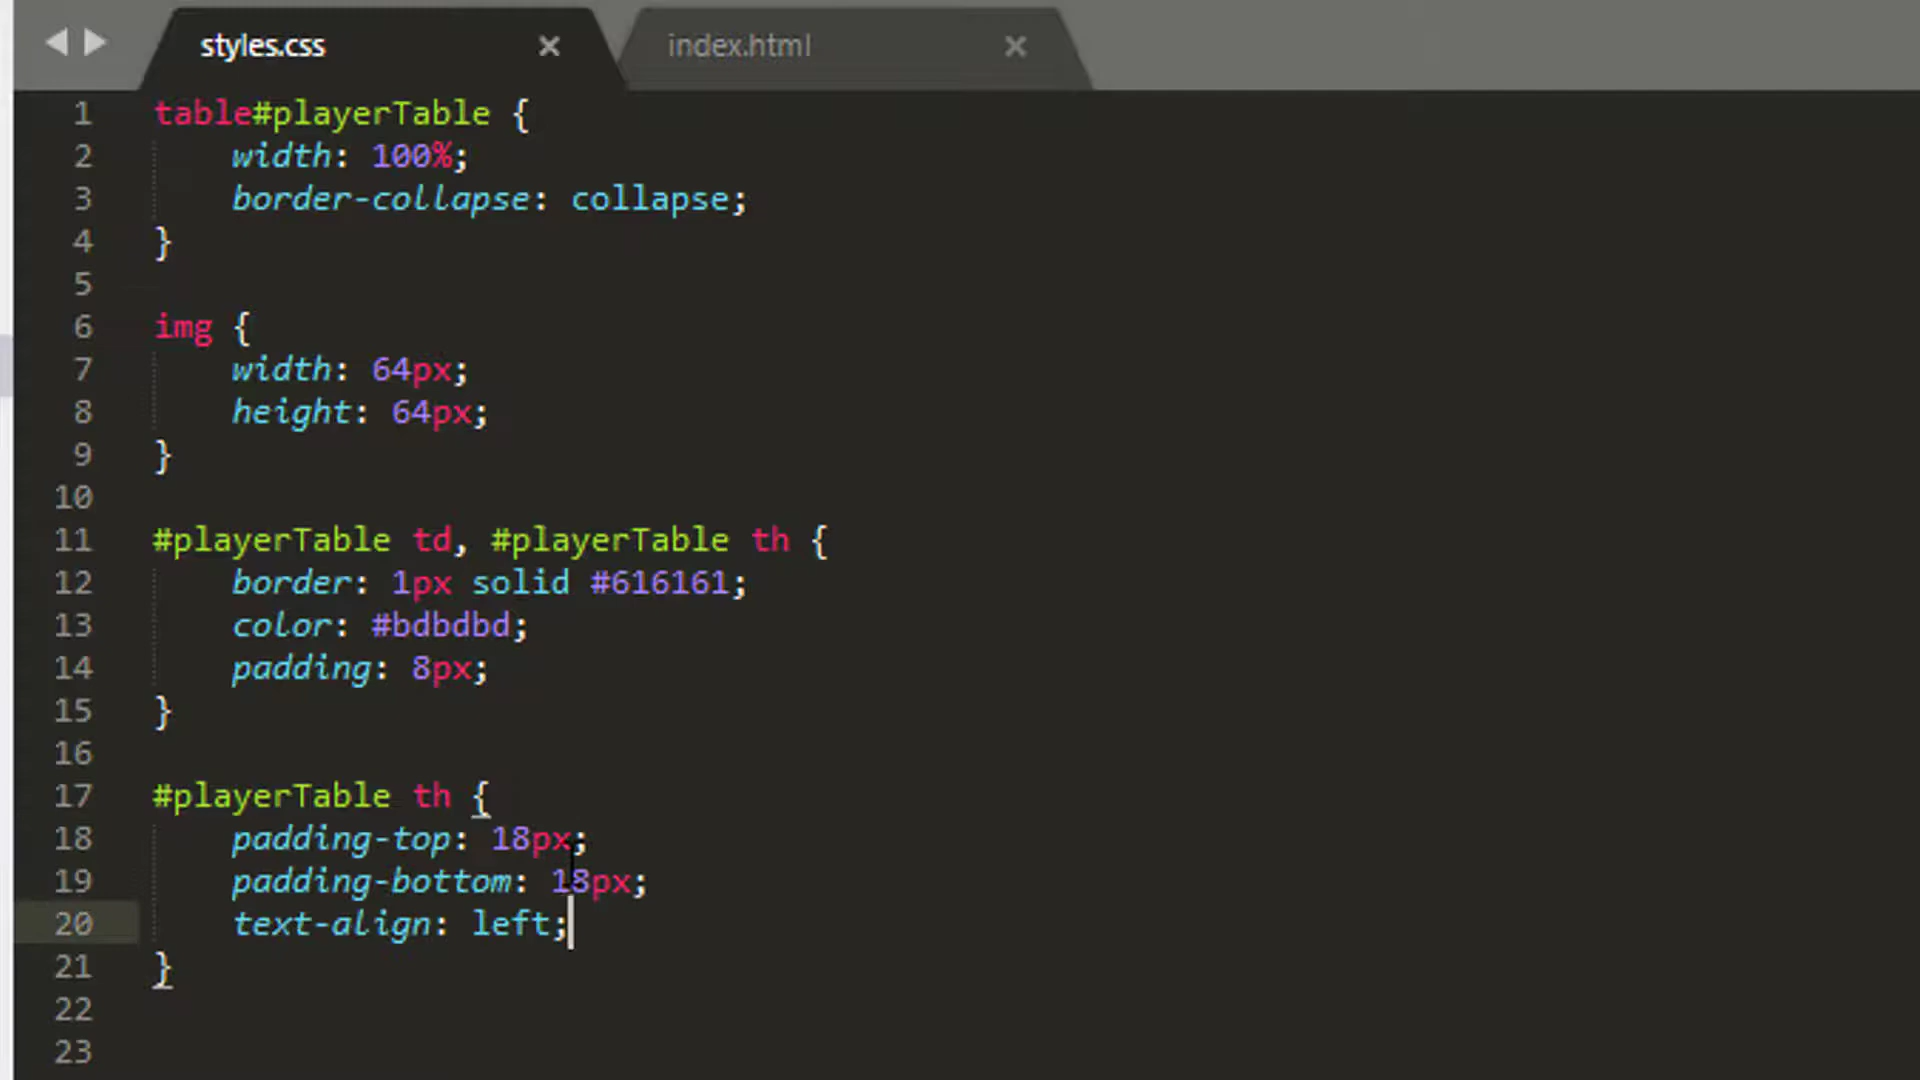 styles.css × index.html ×
1 table#playerTable {
2 width: 100%;
3 border-collapse: collapse;
4 }
5
6 img {
7 width: 64px;
8 height: 64px;
9 }
10
11 #playerTable td, #playerTable th {
12 border: 1px solid #616161;
13 color: #bdbdbd;
14 padding: 8px;
15 }
16
17 #playerTable th {
18 padding-top: 18px;
19 padding-bottom: 18px;
20 text-align: left;
21 }
22
23